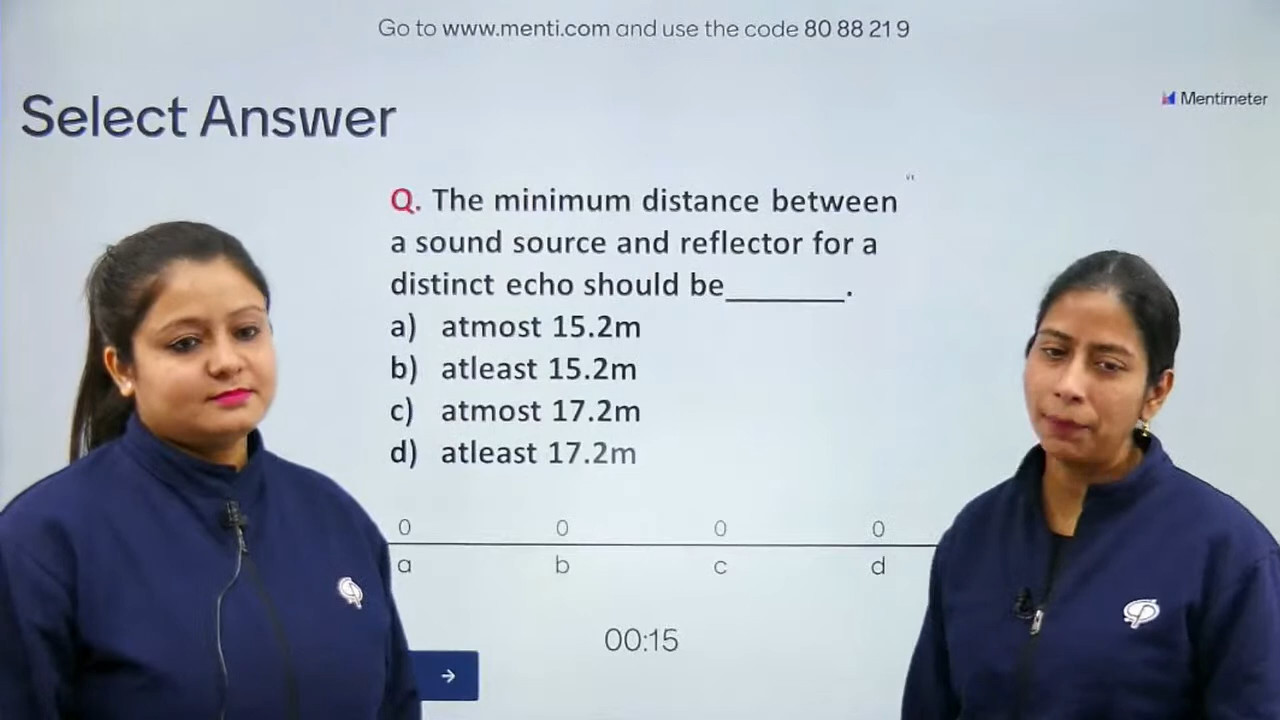 Go to www.menti.com and use the code 80 88 21 9
Select Answer
Mentimeter
Q. The minimum distance between
a sound source and reflector for a
distinct echo should be_______.
a) atmost 15.2m
b) atleast 15.2m
c) atmost 17.2m
d) atleast 17.2m
0 0 0 0
a b c d
00:15